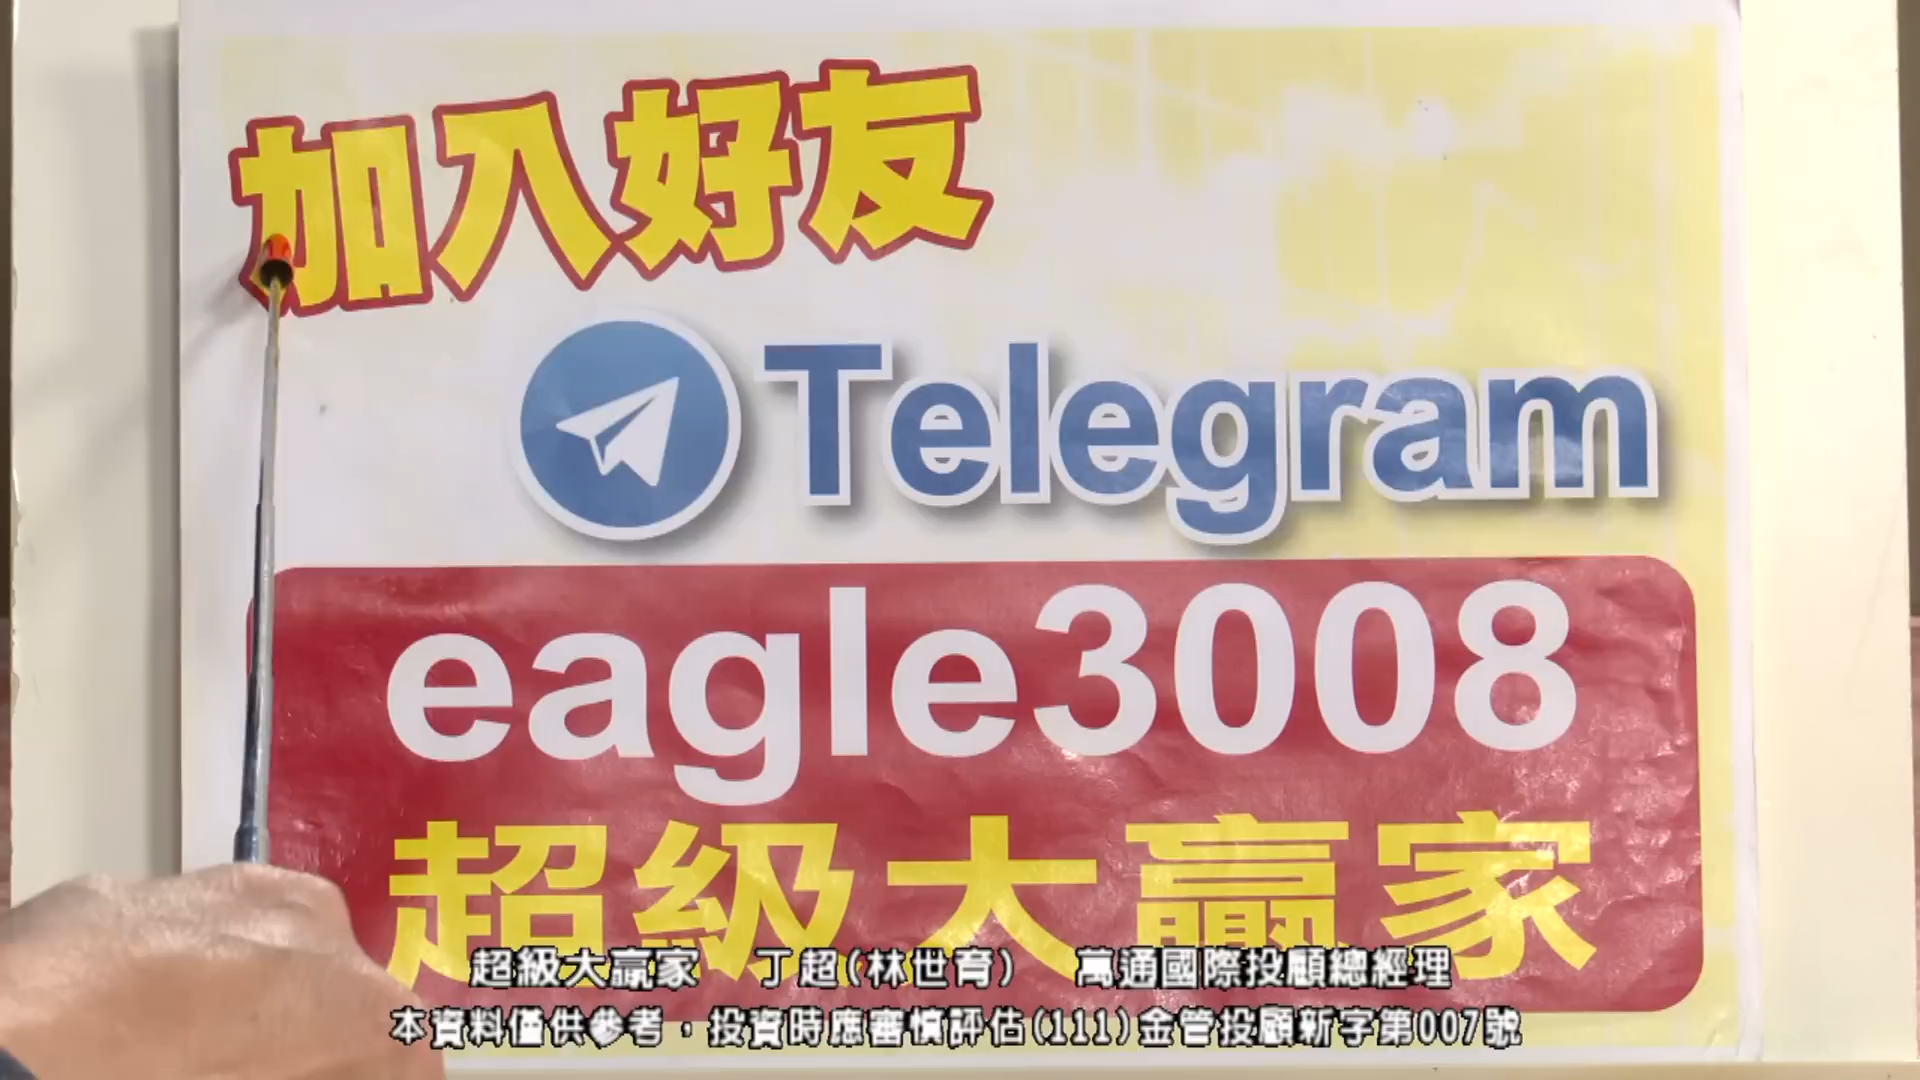 加入好友
Telegram
eagle3008
超級大贏家
超級大贏家 丁超(林世育) 萬通國際投顧總經理
本資料僅供參考，投資時應審慎評估(111)金管投顧新字第007號